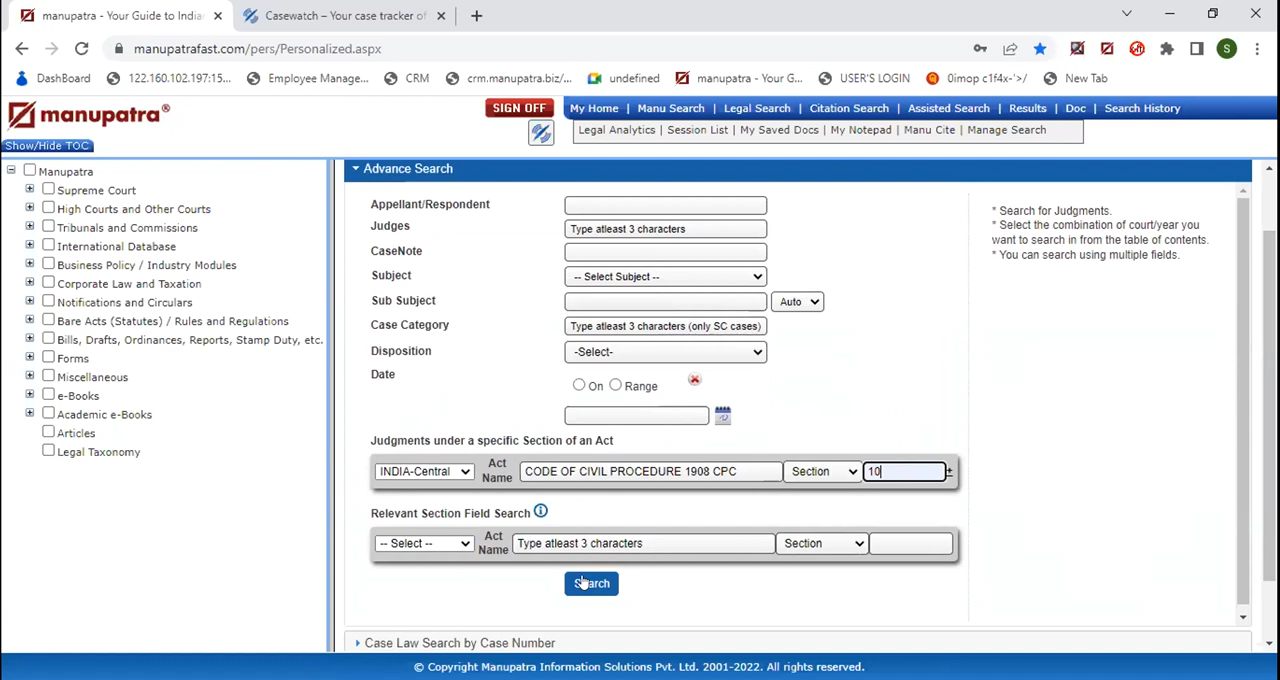 manupatra - Your Guide to India
Casewatch – Your case tracker of
manupatrafast.com/pers/Personalized.aspx
S
DashBoard
122.160.102.197:15...
Employee Manage...
CRM
crm.manupatra.biz/...
undefined
manupatra - Your G...
USER'S LOGIN
0imop c1f4x-'>/
New Tab
manupatra®
SIGN OFF
My Home | Manu Search | Legal Search | Citation Search | Assisted Search | Results | Doc | Search History
Legal Analytics | Session List | My Saved Docs | My Notepad | Manu Cite | Manage Search
Show/Hide TOC
Manupatra
Supreme Court
High Courts and Other Courts
Tribunals and Commissions
International Database
Business Policy / Industry Modules
Corporate Law and Taxation
Notifications and Circulars
Bare Acts (Statutes) / Rules and Regulations
Bills, Drafts, Ordinances, Reports, Stamp Duty, etc.
Forms
Miscellaneous
e-Books
Academic e-Books
Articles
Legal Taxonomy
Advance Search
Appellant/Respondent
Judges Type atleast 3 characters
CaseNote
Subject -- Select Subject --
Sub Subject Auto
Case Category Type atleast 3 characters (only SC cases)
Disposition -Select-
Date
On Range
Judgments under a specific Section of an Act
INDIA-Central Act Name CODE OF CIVIL PROCEDURE 1908 CPC Section 10 ±
Relevant Section Field Search
-- Select -- Act Name Type atleast 3 characters Section
Search
* Search for Judgments.
* Select the combination of court/year you
want to search in from the table of contents.
* You can search using multiple fields.
Case Law Search by Case Number
© Copyright Manupatra Information Solutions Pvt. Ltd. 2001-2022. All rights reserved.